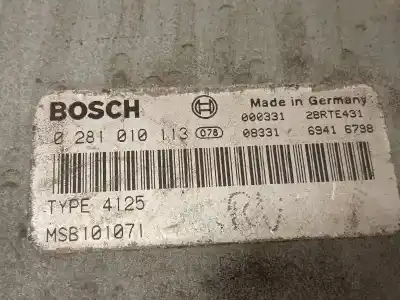 BOSCH
Made in Germany
000331 28RTE431
0 281 010 113 078 08331 6941 6798
TYPE 4125
MSB101071